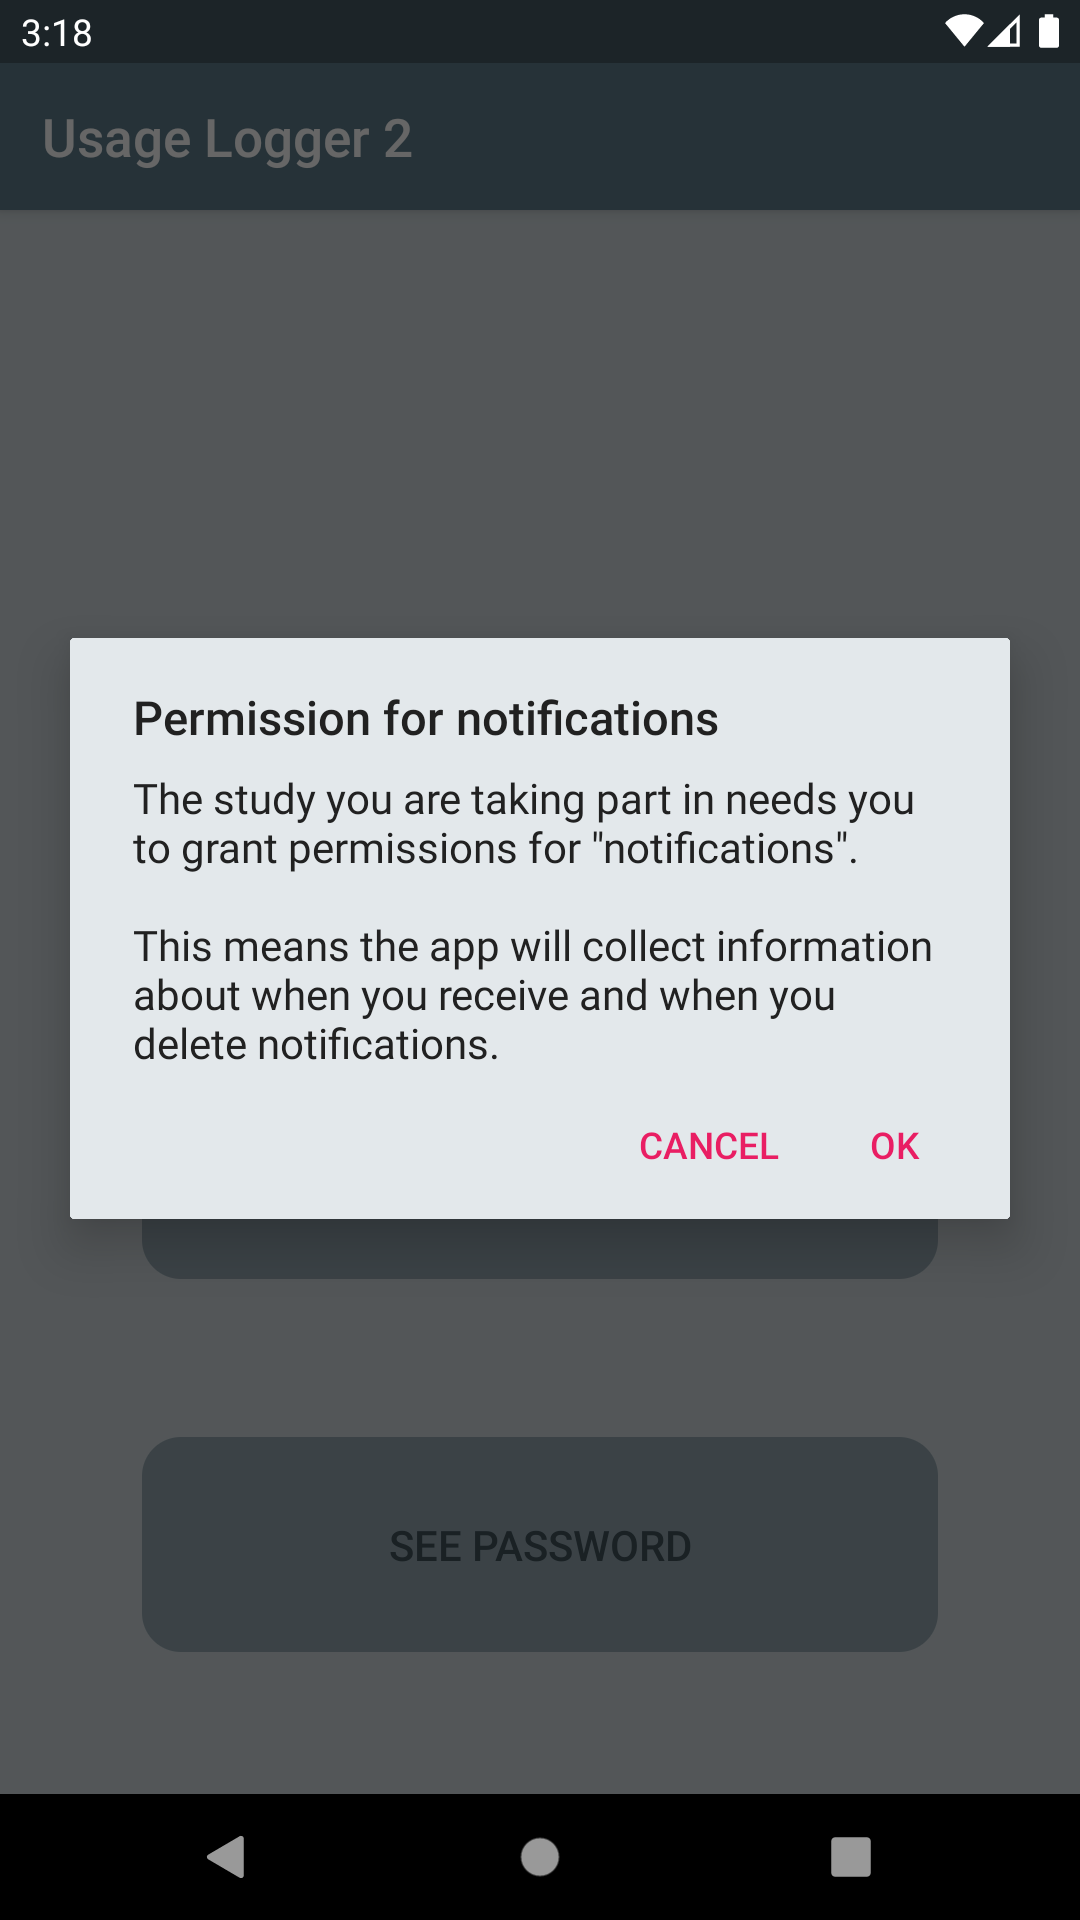 3:18
Usage Logger 2
Permission for notifications
The study you are taking part in needs you
to grant permissions for "notifications".
This means the app will collect information
about when you receive and when you
delete notifications.
CANCEL OK
SEE PASSWORD